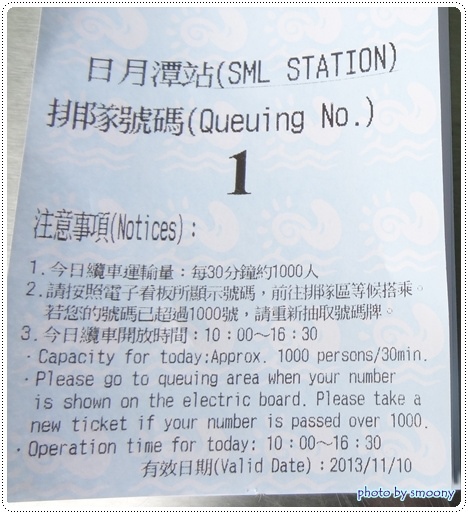 日月潭站(SML STATION)
排隊號碼(Queuing No.)
1
注意事項(Notices)：
1.今日纜車運輸量：每30分鐘約1000人
2.請按照電子看板所顯示號碼，前往排隊區等候搭乘。
若您的號碼已超過1000號，請重新抽取號碼牌。
3.今日纜車開放時間：10：00～16：30
·Capacity for today:Approx. 1000 persons/30min.
·Please go to queuing area when your number
is shown on the electric board. Please take a
new ticket if your number is passed over 1000.
·Operation time for today: 10：00～16：30
有效日期(Valid Date)：2013/11/10
photo by smoony